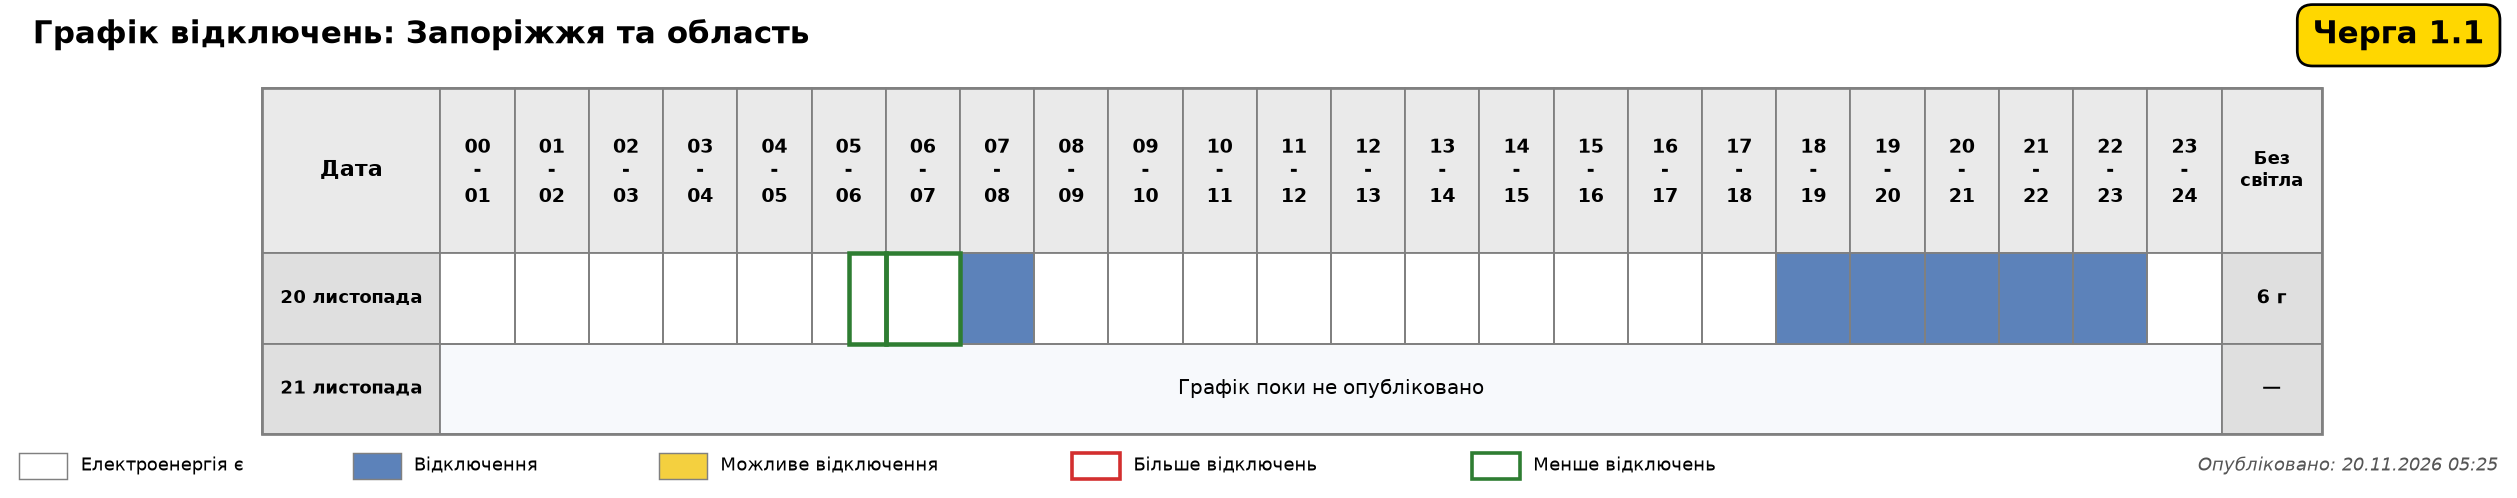 Графік відключень: Запоріжжя та область
Черга 1.1
Дата
00 - 01
01 - 02
02 - 03
03 - 04
04 - 05
05 - 06
06 - 07
07 - 08
08 - 09
09 - 10
10 - 11
11 - 12
12 - 13
13 - 14
14 - 15
15 - 16
16 - 17
17 - 18
18 - 19
19 - 20
20 - 21
21 - 22
22 - 23
23 - 24
Без
світла
20 листопада
6 г
21 листопада
Графік поки не опубліковано
—
Електроенергія є
Відключення
Можливе відключення
Більше відключень
Менше відключень
Опубліковано: 20.11.2026 05:25